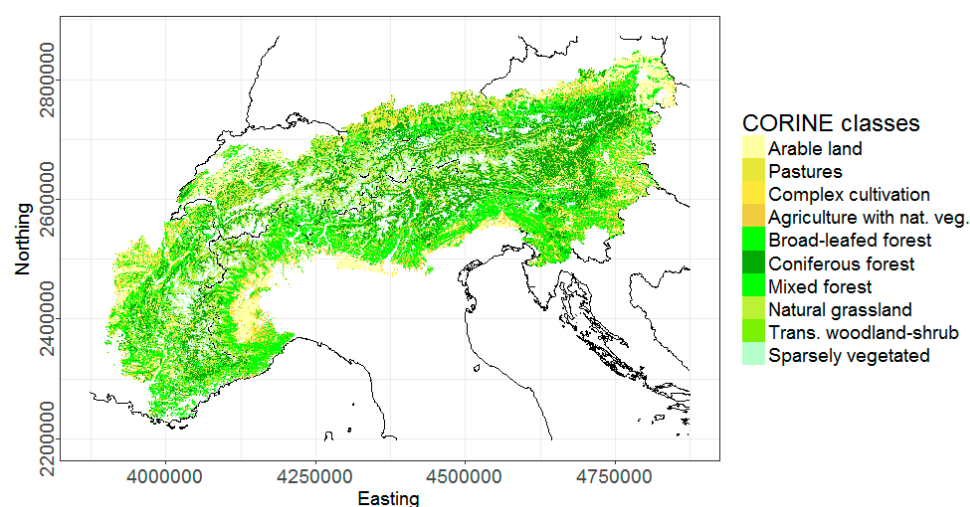 CORINE classes
Arable land
Pastures
Complex cultivation
Agriculture with nat. veg.
Broad-leafed forest
Coniferous forest
Mixed forest
Natural grassland
Trans. woodland-shrub
Sparsely vegetated
Northing
2800000
2600000
2400000
2200000
4000000 4250000 4500000 4750000
Easting